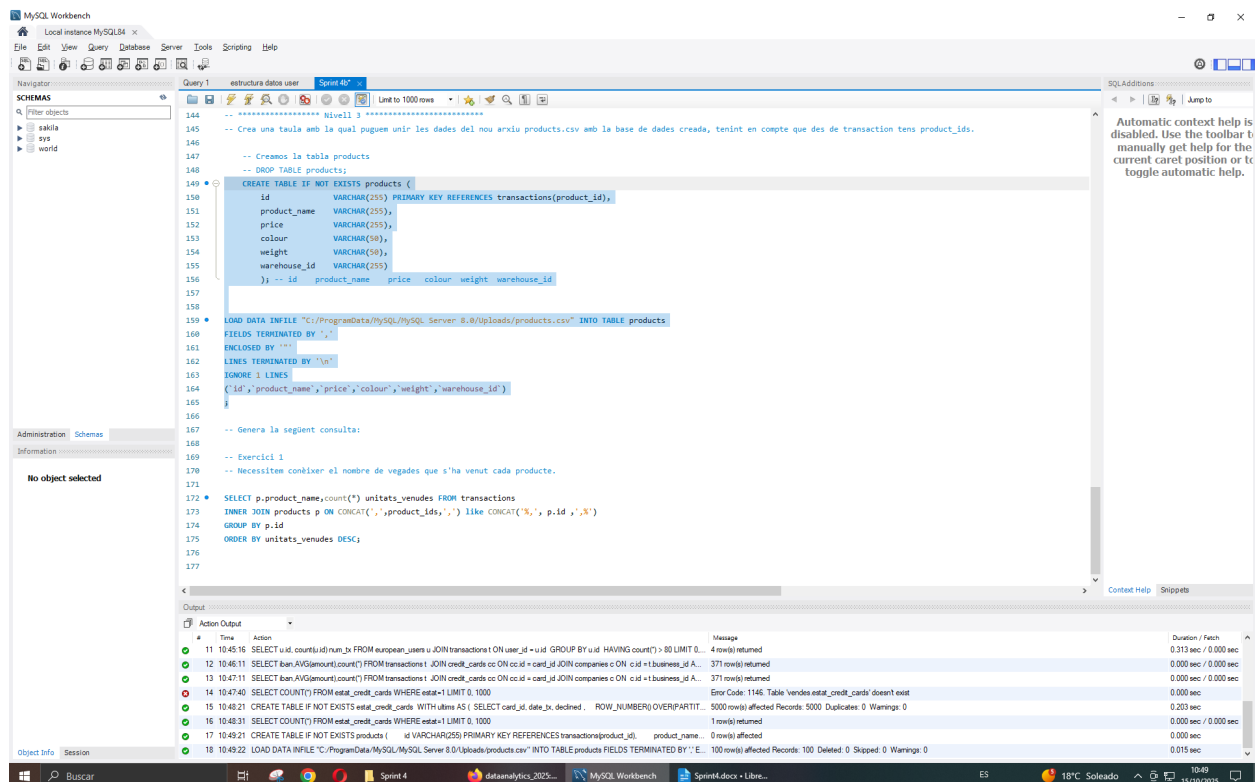 MySQL Workbench
Local instance MySQL84 ×
File Edit View Query Database Server Tools Scripting Help
Navigator
SCHEMAS
Filter objects
sakila
sys
world
Administration Schemas
Information
No object selected
Object Info Session
Query 1 estructura datos user Sprint 4b* ×
Limit to 1000 rows
144 -- ****************** Nivell 3 *************************
145 -- Crea una taula amb la qual puguem unir les dades del nou arxiu products.csv amb la base de dades creada, tenint en compte que des de transaction tens product_ids.
146
147 -- Creamos la tabla products
148 -- DROP TABLE products;
149 CREATE TABLE IF NOT EXISTS products (
150 id VARCHAR(255) PRIMARY KEY REFERENCES transactions(product_id),
151 product_name VARCHAR(255),
152 price VARCHAR(255),
153 colour VARCHAR(50),
154 weight VARCHAR(50),
155 warehouse_id VARCHAR(255)
156 ); -- id product_name price colour weight warehouse_id
157
158
159 LOAD DATA INFILE "C:/ProgramData/MySQL/MySQL Server 8.0/Uploads/products.csv" INTO TABLE products
160 FIELDS TERMINATED BY ','
161 ENCLOSED BY '"'
162 LINES TERMINATED BY '\n'
163 IGNORE 1 LINES
164 (`id`,`product_name`,`price`,`colour`,`weight`,`warehouse_id`)
165 ;
166
167 -- Genera la següent consulta:
168
169 -- Exercici 1
170 -- Necessitem conèixer el nombre de vegades que s'ha venut cada producte.
171
172 SELECT p.product_name,count(*) unitats_venudes FROM transactions
173 INNER JOIN products p ON CONCAT(',',product_ids,',') like CONCAT('%,', p.id ,',%')
174 GROUP BY p.id
175 ORDER BY unitats_venudes DESC;
176
177
SQLAdditions
Jump to
Automatic context help is
disabled. Use the toolbar to
manually get help for the
current caret position or to
toggle automatic help.
Context Help Snippets
Output
Action Output
# Time Action Message Duration / Fetch
11 10:45:16 SELECT u.id, count(u.id) num_tx FROM european_users u JOIN transactions t ON user_id = u.id GROUP BY u.id HAVING count(*) > 80 LIMIT 0,... 4 row(s) returned 0.313 sec / 0.000 sec
12 10:46:11 SELECT iban,AVG(amount),count(*) FROM transactions t JOIN credit_cards cc ON cc.id = card_id JOIN companies c ON c.id =t.business_id A... 371 row(s) returned 0.000 sec / 0.000 sec
13 10:47:11 SELECT iban,AVG(amount),count(*) FROM transactions t JOIN credit_cards cc ON cc.id = card_id JOIN companies c ON c.id =t.business_id A... 371 row(s) returned 0.000 sec / 0.000 sec
14 10:47:40 SELECT COUNT(*) FROM estat_credit_cards WHERE estat=1 LIMIT 0, 1000 Error Code: 1146. Table 'vendes.estat_credit_cards' doesn't exist 0.000 sec
15 10:48:21 CREATE TABLE IF NOT EXISTS estat_credit_cards WITH ultims AS ( SELECT card_id, date_tx, declined , ROW_NUMBER() OVER(PARTIT... 5000 row(s) affected Records: 5000 Duplicates: 0 Warnings: 0 0.203 sec
16 10:48:31 SELECT COUNT(*) FROM estat_credit_cards WHERE estat=1 LIMIT 0, 1000 1 row(s) returned 0.000 sec / 0.000 sec
17 10:49:21 CREATE TABLE IF NOT EXISTS products ( id VARCHAR(255) PRIMARY KEY REFERENCES transactions(product_id), product_name... 0 row(s) affected 0.000 sec
18 10:49:22 LOAD DATA INFILE "C:/ProgramData/MySQL/MySQL Server 8.0/Uploads/products.csv" INTO TABLE products FIELDS TERMINATED BY ',' E... 100 row(s) affected Records: 100 Deleted: 0 Skipped: 0 Warnings: 0 0.015 sec
Buscar
Sprint 4
dataanalytics_2025:...
MySQL Workbench
Sprint4.docx • Libre...
ES
18°C Soleado
10:49
15/10/2025